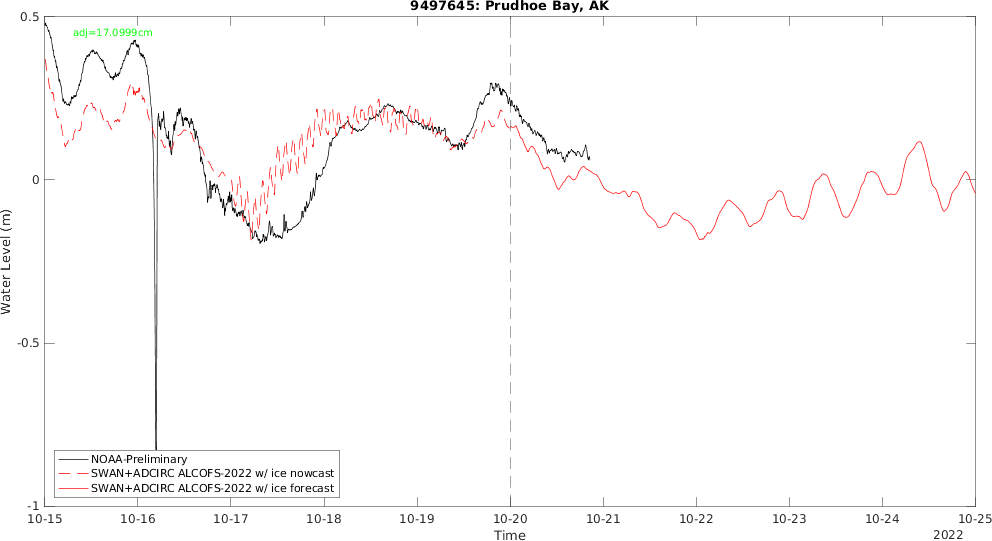 9497645: Prudhoe Bay, AK
adj=17.0999cm
0.5
0
-0.5
-1
Water Level (m)
NOAA-Preliminary
SWAN+ADCIRC ALCOFS-2022 w/ ice nowcast
SWAN+ADCIRC ALCOFS-2022 w/ ice forecast
10-15 10-16 10-17 10-18 10-19 10-20 10-21 10-22 10-23 10-24 10-25
Time
2022